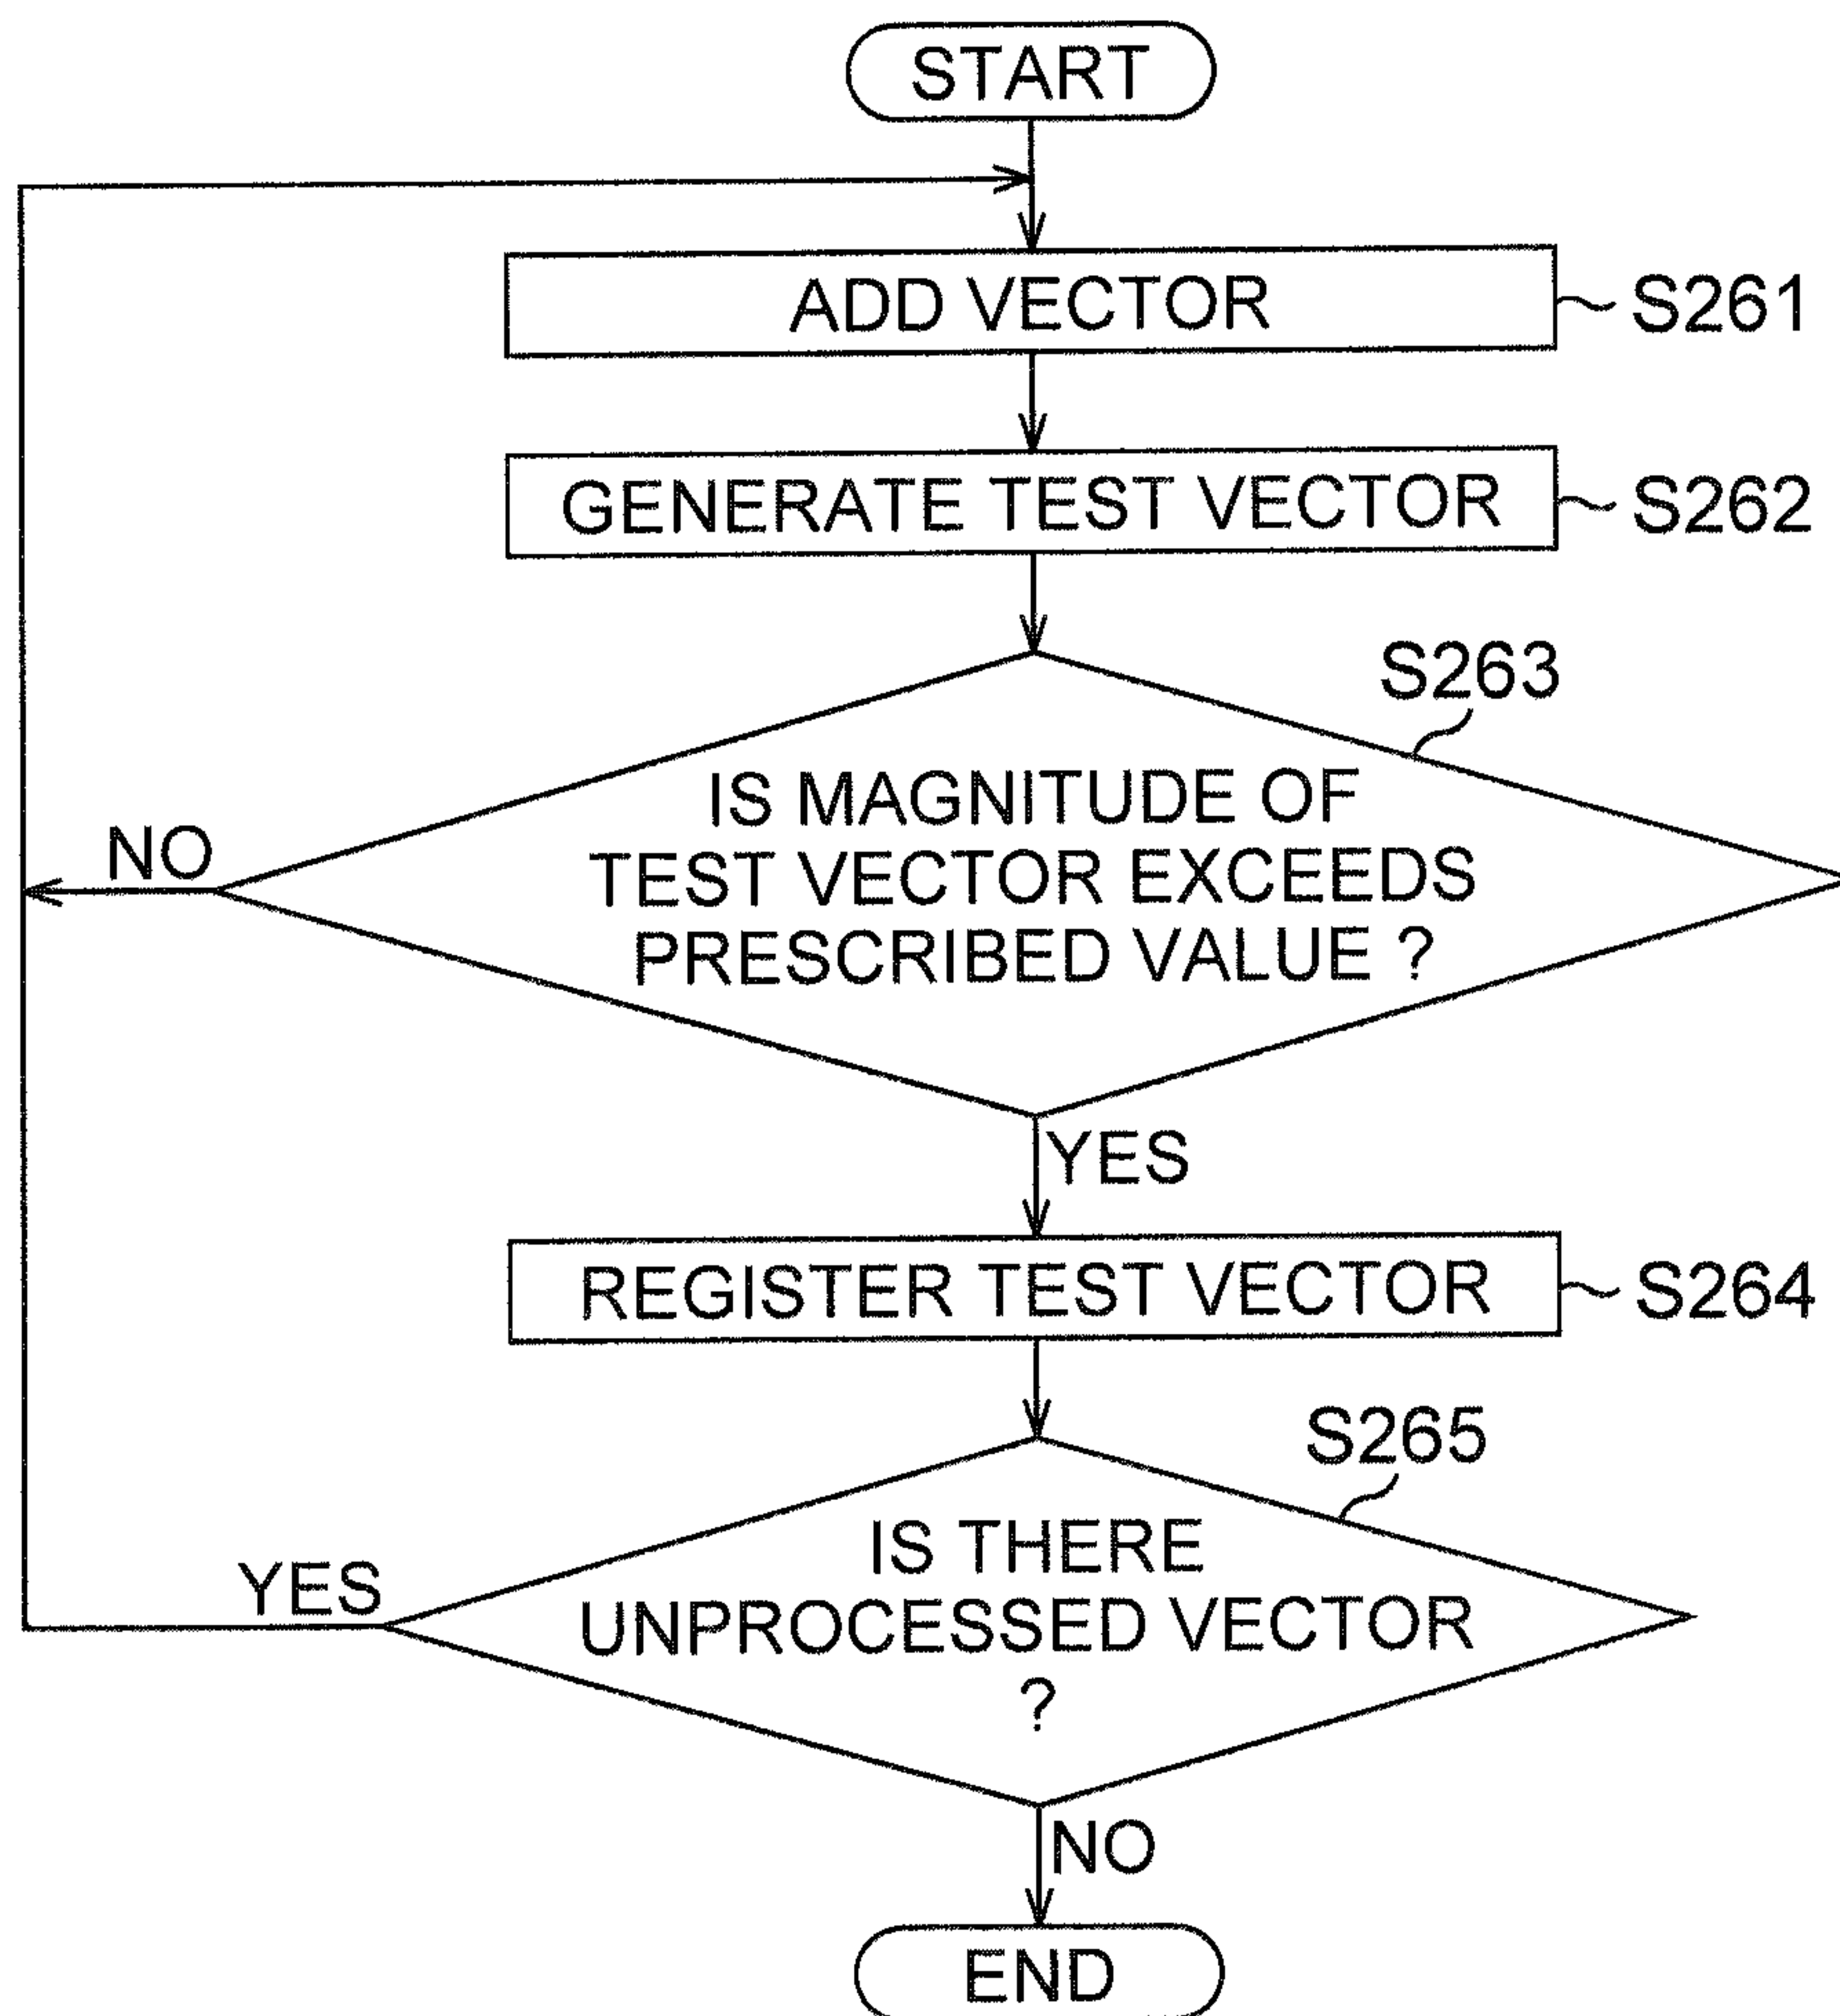 START
ADD VECTOR
S261
GENERATE TEST VECTOR
S262
S263
IS MAGNITUDE OF
TEST VECTOR EXCEEDS
PRESCRIBED VALUE ?
NO
YES
REGISTER TEST VECTOR
S264
S265
IS THERE
UNPROCESSED VECTOR
?
YES
NO
END